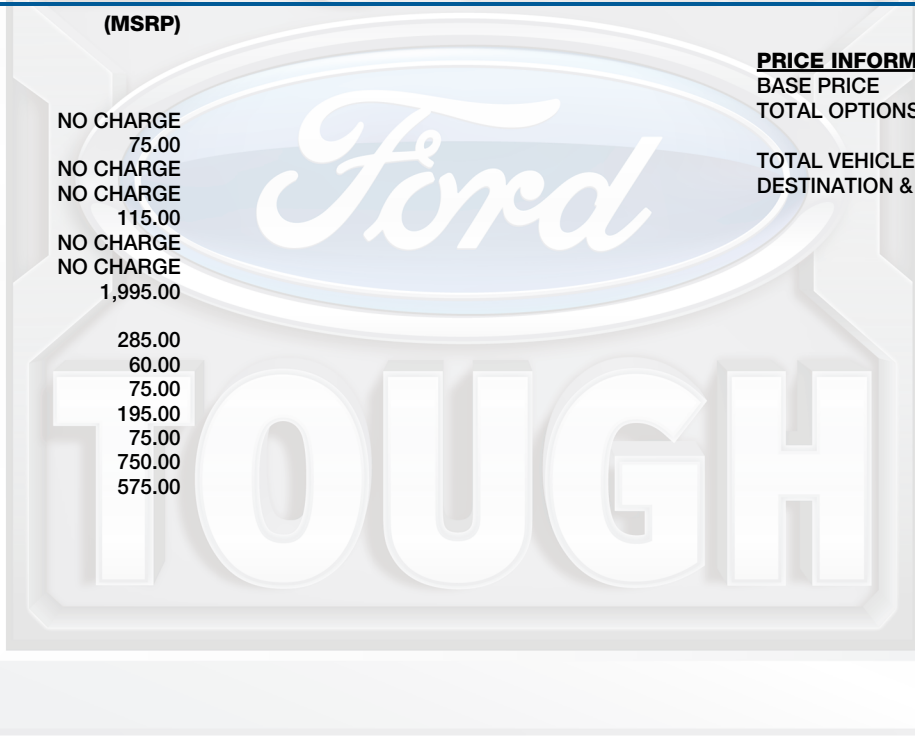 (MSRP)
NO CHARGE
75.00
NO CHARGE
NO CHARGE
115.00
NO CHARGE
NO CHARGE
1,995.00
285.00
60.00
75.00
195.00
75.00
750.00
575.00
PRICE INFORM
BASE PRICE
TOTAL OPTIONS
TOTAL VEHICLE
DESTINATION &
Ford
TOUGH